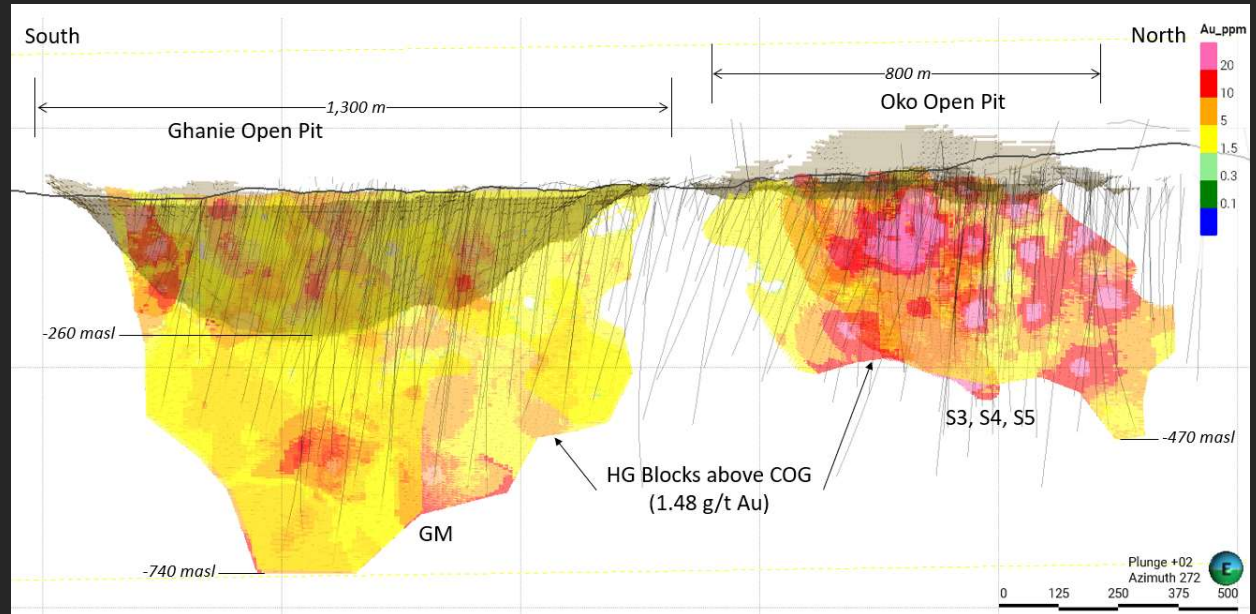 South
North
Au_ppm
20
10
5
1.5
0.3
0.1
1,300 m
Ghanie Open Pit
800 m
Oko Open Pit
-260 masl
S3, S4, S5
-470 masl
HG Blocks above COG
(1.48 g/t Au)
GM
-740 masl
Plunge +02
Azimuth 272
E
0 125 250 375 500